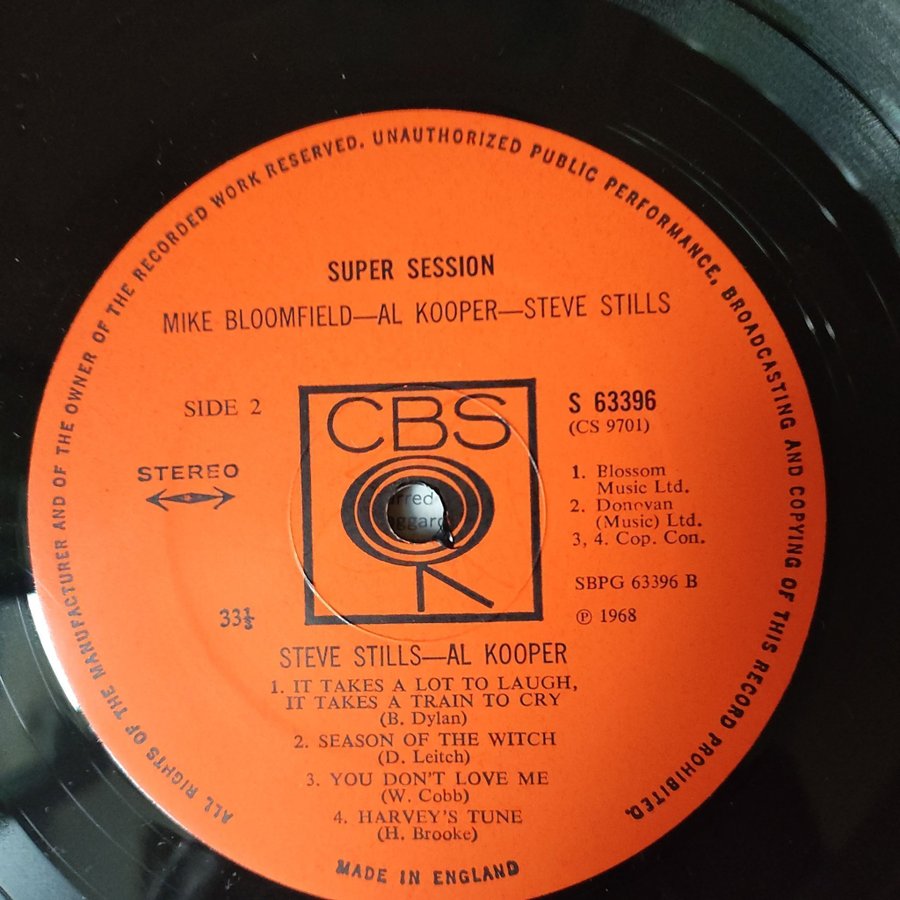 ALL RIGHTS OF THE MANUFACTURER AND OF THE OWNER OF THE RECORDED WORK RESERVED. UNAUTHORIZED PUBLIC PERFORMANCE, BROADCASTING AND COPYING OF THIS RECORD PROHIBITED.
SUPER SESSION
MIKE BLOOMFIELD—AL KOOPER—STEVE STILLS
SIDE 2
CBS
S 63396
(CS 9701)
STEREO
1. Blossom
Music Ltd.
2. Donovan
(Music) Ltd.
3, 4. Cop. Con.
SBPG 63396 B
33⅓
℗ 1968
STEVE STILLS—AL KOOPER
1. IT TAKES A LOT TO LAUGH,
IT TAKES A TRAIN TO CRY
(B. Dylan)
2. SEASON OF THE WITCH
(D. Leitch)
3. YOU DON'T LOVE ME
(W. Cobb)
4. HARVEY'S TUNE
(H. Brooke)
MADE IN ENGLAND